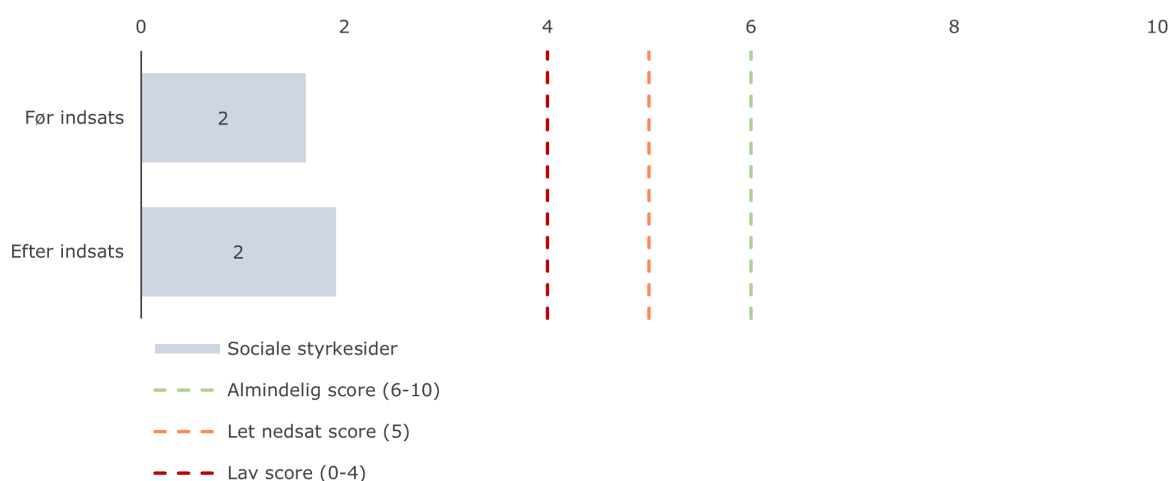 0 2 4 6 8 10
Før indsats
2
Efter indsats
2
Sociale styrkesider
Almindelig score (6-10)
Let nedsat score (5)
Lav score (0-4)